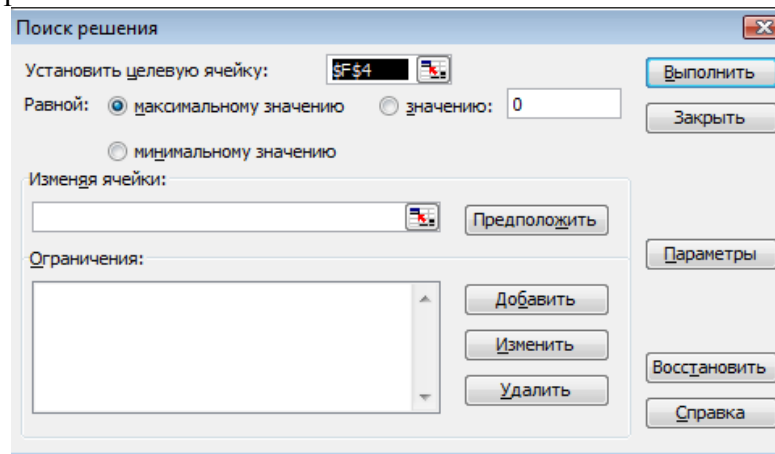 Поиск решения
Установить целевую ячейку: $F$4
Выполнить
Равной: максимальному значению значению: 0
Закрыть
минимальному значению
Изменяя ячейки:
Предположить
Ограничения:
Параметры
Добавить
Изменить
Восстановить
Удалить
Справка